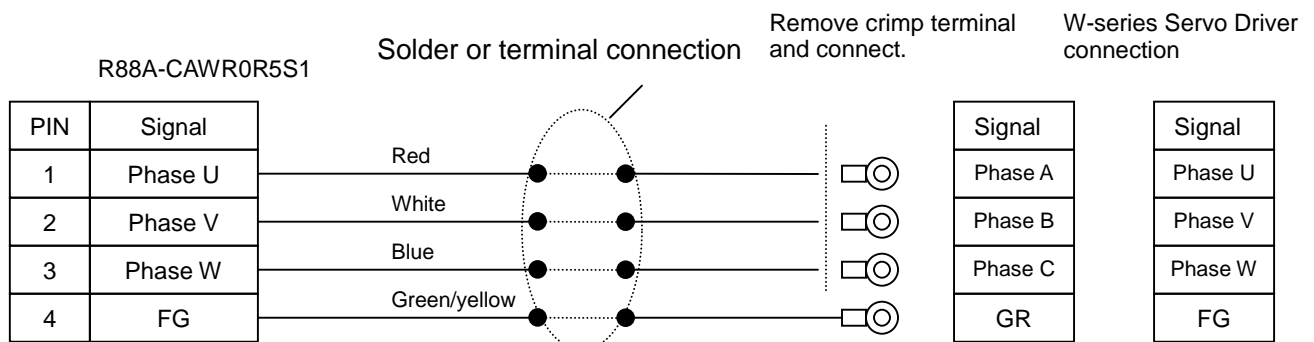 Remove crimp terminal
and connect.
W-series Servo Driver
connection
Solder or terminal connection
R88A-CAWR0R5S1
PIN Signal Signal Signal
1 Phase U Red Phase A Phase U
2 Phase V White Phase B Phase V
3 Phase W Blue Phase C Phase W
4 FG Green/yellow GR FG